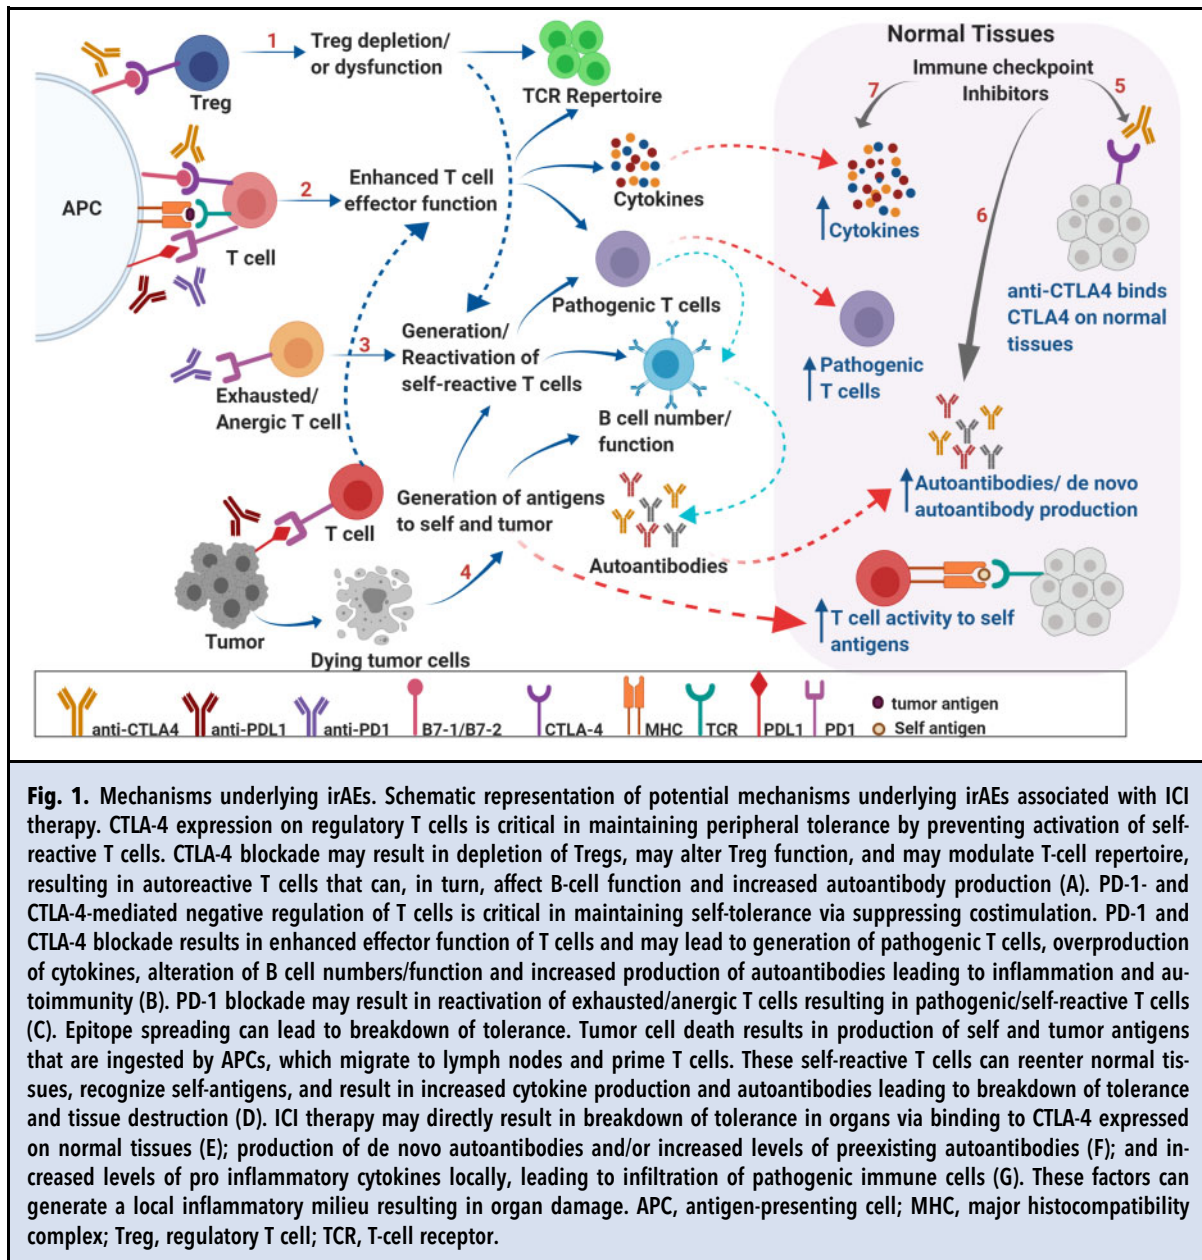 1
Treg depletion/
or dysfunction
Treg
TCR Repertoire
APC
2
Enhanced T cell
effector function
T cell
Cytokines
Pathogenic T cells
3
Generation/
Reactivation of
self-reactive T cells
Exhausted/
Anergic T cell
B cell number/
function
Generation of antigens
to self and tumor
T cell
4
Autoantibodies
Tumor
Dying tumor cells
Normal Tissues
Immune checkpoint
Inhibitors
7
5
6
Cytokines
anti-CTLA4 binds
CTLA4 on normal
tissues
Pathogenic
T cells
Autoantibodies/ de novo
autoantibody production
T cell activity to self
antigens
anti-CTLA4
anti-PDL1
anti-PD1
B7-1/B7-2
CTLA-4
MHC
TCR
PDL1
PD1
tumor antigen
Self antigen
Fig. 1. Mechanisms underlying irAEs. Schematic representation of potential mechanisms underlying irAEs associated with ICI
therapy. CTLA-4 expression on regulatory T cells is critical in maintaining peripheral tolerance by preventing activation of self-
reactive T cells. CTLA-4 blockade may result in depletion of Tregs, may alter Treg function, and may modulate T-cell repertoire,
resulting in autoreactive T cells that can, in turn, affect B-cell function and increased autoantibody production (A). PD-1- and
CTLA-4-mediated negative regulation of T cells is critical in maintaining self-tolerance via suppressing costimulation. PD-1 and
CTLA-4 blockade results in enhanced effector function of T cells and may lead to generation of pathogenic T cells, overproduction
of cytokines, alteration of B cell numbers/function and increased production of autoantibodies leading to inflammation and au-
toimmunity (B). PD-1 blockade may result in reactivation of exhausted/anergic T cells resulting in pathogenic/self-reactive T cells
(C). Epitope spreading can lead to breakdown of tolerance. Tumor cell death results in production of self and tumor antigens
that are ingested by APCs, which migrate to lymph nodes and prime T cells. These self-reactive T cells can reenter normal tis-
sues, recognize self-antigens, and result in increased cytokine production and autoantibodies leading to breakdown of tolerance
and tissue destruction (D). ICI therapy may directly result in breakdown of tolerance in organs via binding to CTLA-4 expressed
on normal tissues (E); production of de novo autoantibodies and/or increased levels of preexisting autoantibodies (F); and in-
creased levels of pro inflammatory cytokines locally, leading to infiltration of pathogenic immune cells (G). These factors can
generate a local inflammatory milieu resulting in organ damage. APC, antigen-presenting cell; MHC, major histocompatibility
complex; Treg, regulatory T cell; TCR, T-cell receptor.